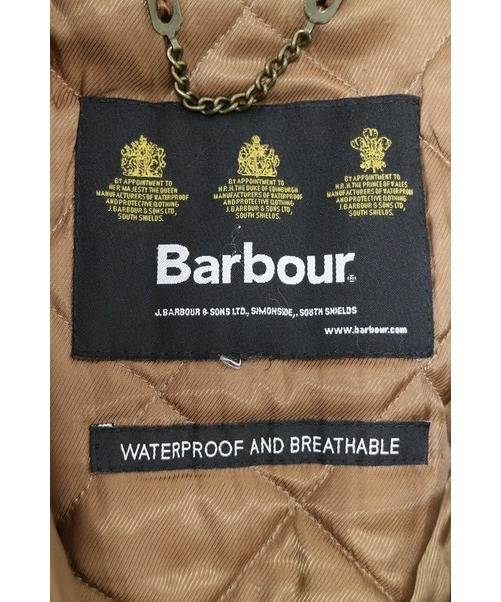 BY APPOINTMENT TO
HER MAJESTY THE QUEEN
MANUFACTURERS OF WATERPROOF
AND PROTECTIVE CLOTHING
J. BARBOUR & SONS LTD,
SOUTH SHIELDS.
BY APPOINTMENT TO
H.R.H. THE DUKE OF EDINBURGH
MANUFACTURERS OF WATERPROOF
AND PROTECTIVE CLOTHING
J. BARBOUR & SONS LTD,
SOUTH SHIELDS.
BY APPOINTMENT TO
H.R.H. THE PRINCE OF WALES
MANUFACTURERS OF WATERPROOF
AND PROTECTIVE CLOTHING
J. BARBOUR & SONS LTD,
SOUTH SHIELDS.
Barbour
J. BARBOUR & SONS LTD., SIMONSIDE,. SOUTH SHIELDS
www.barbour.com
WATERPROOF AND BREATHABLE